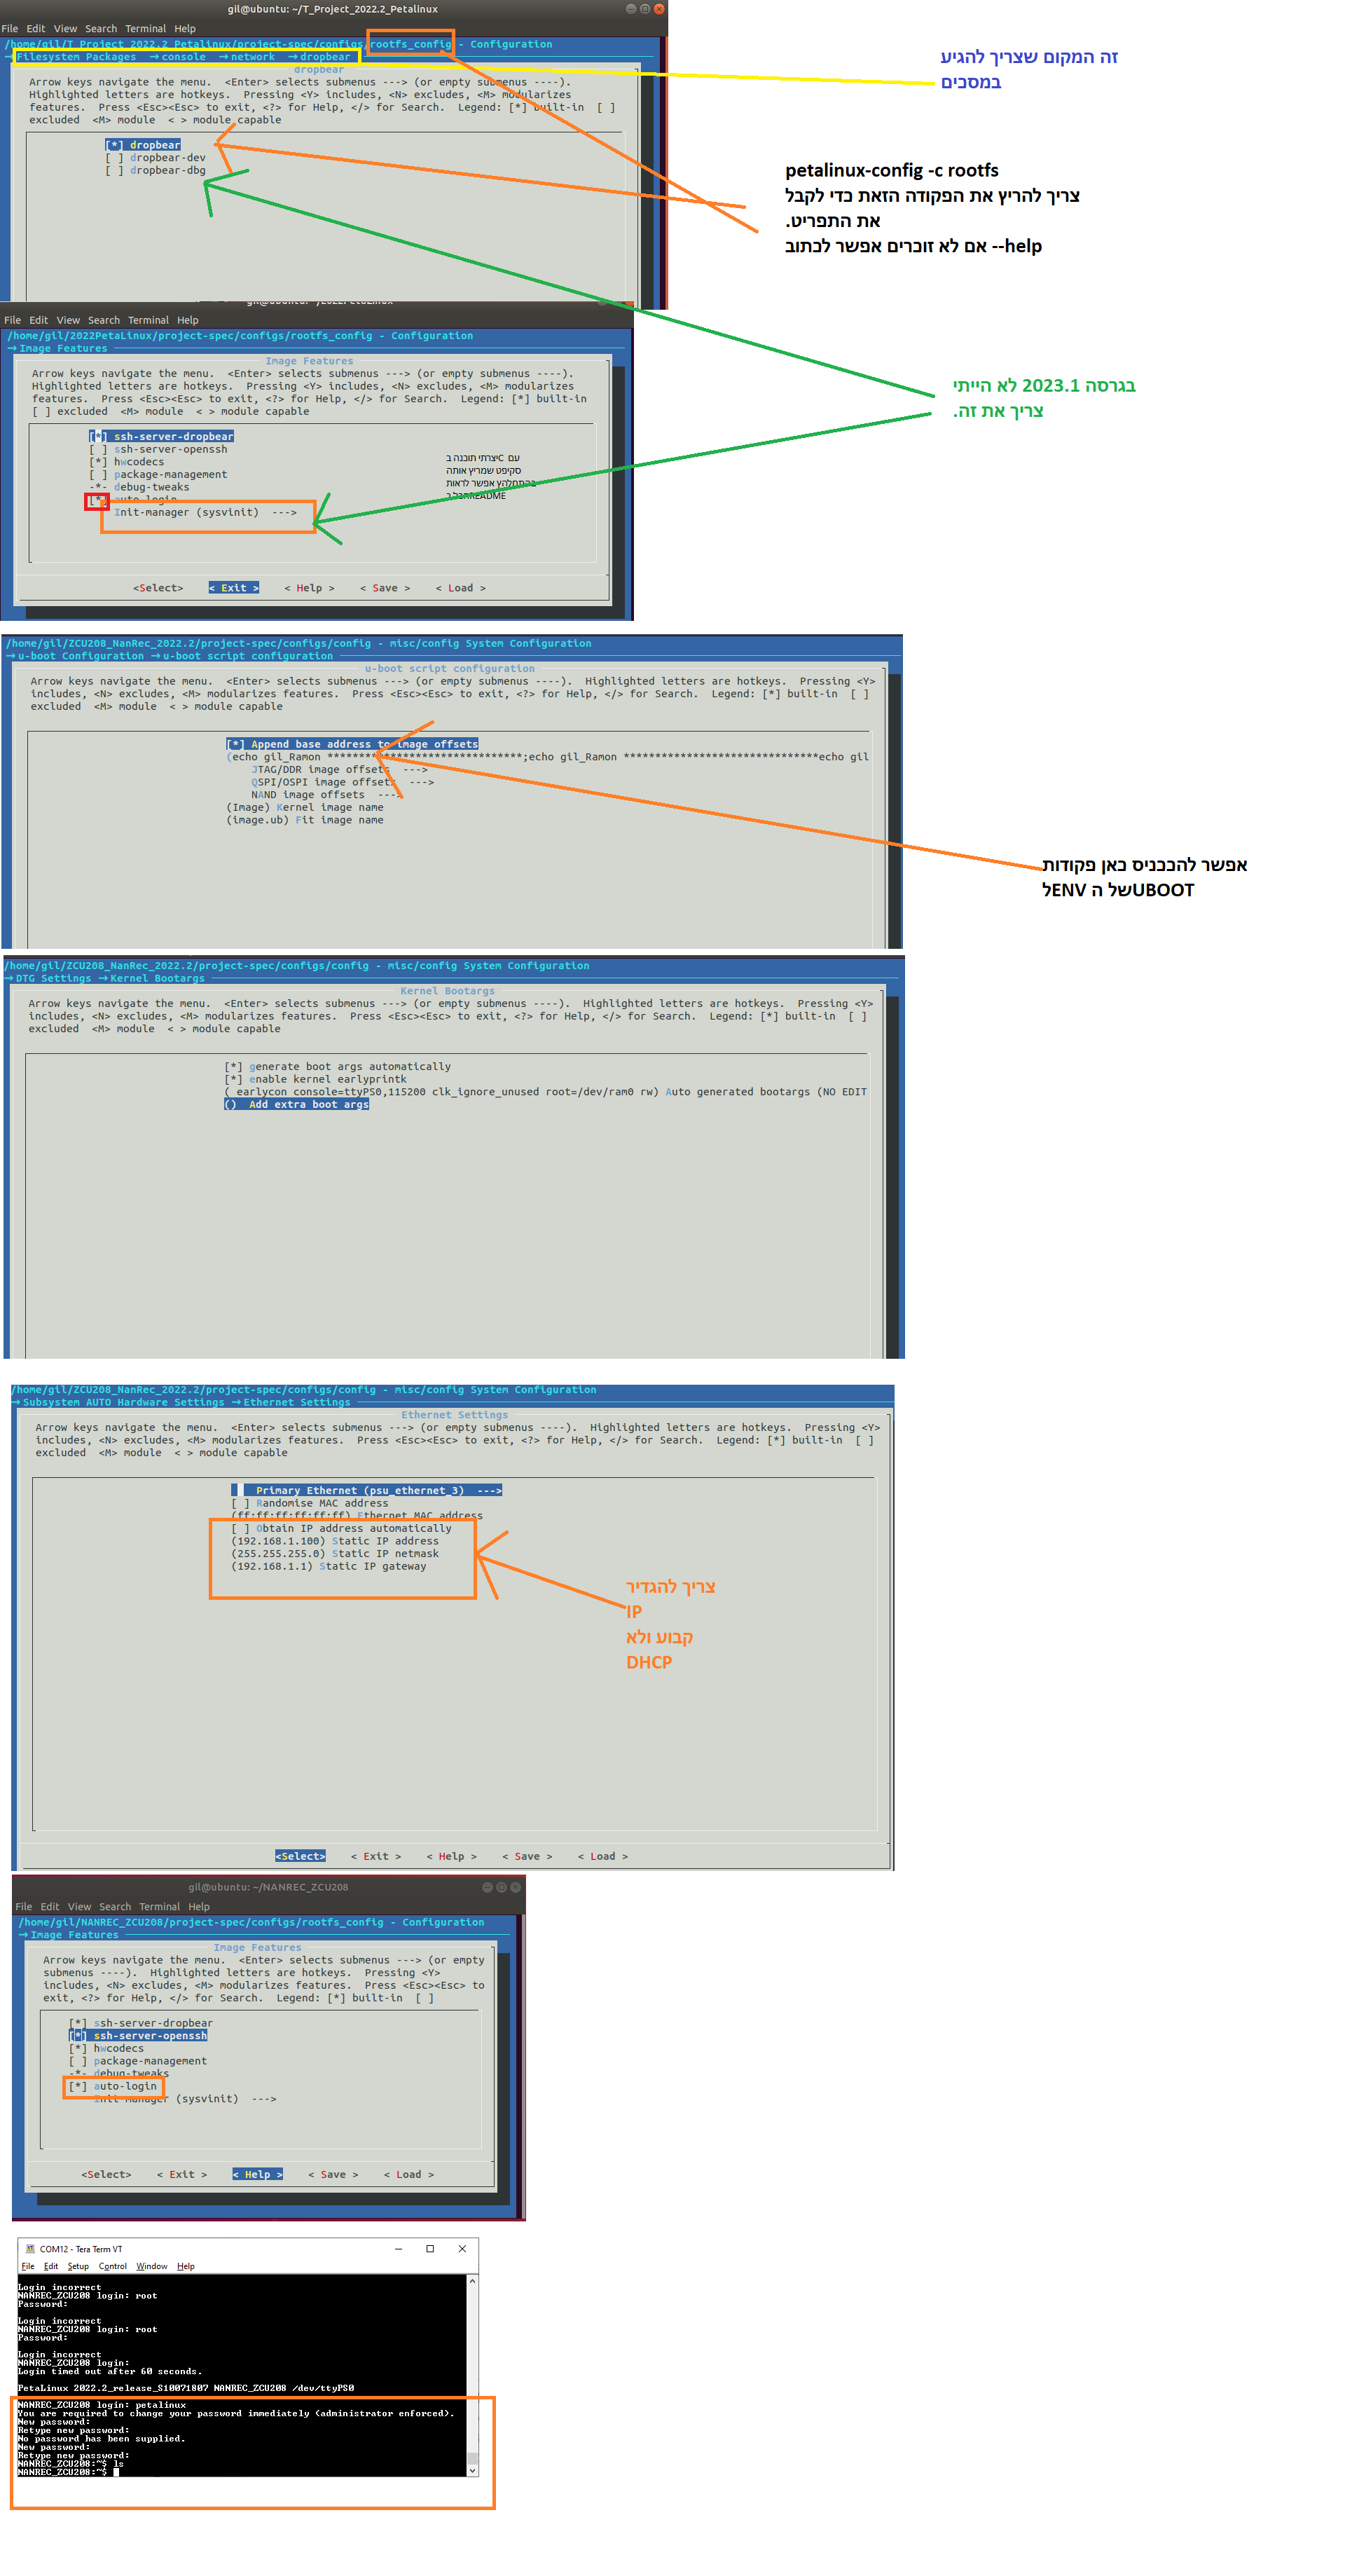 gil@ubuntu: ~/T_Project_2022.2_Petalinux
File Edit View Search Terminal Help
/home/gil/T_Project_2022.2_Petalinux/project-spec/configs/rootfs_config - Configuration
→ Filesystem Packages → console → network → dropbear
dropbear
Arrow keys navigate the menu. <Enter> selects submenus ---> (or empty submenus ----).
Highlighted letters are hotkeys. Pressing <Y> includes, <N> excludes, <M> modularizes
features. Press <Esc><Esc> to exit, <?> for Help, </> for Search. Legend: [*] built-in [ ]
excluded <M> module < > module capable
[*] dropbear
[ ] dropbear-dev
[ ] dropbear-dbg
זה המקום שצריך להגיע
במסכים
petalinux-config -c rootfs
צריך להריץ את הפקודה הזאת כדי לקבל
את התפריט.
אם לא זוכרים אפשר לכתוב --help
gil@ubuntu: ~/2022PetaLinux
File Edit View Search Terminal Help
/home/gil/2022PetaLinux/project-spec/configs/rootfs_config - Configuration
→ Image Features
Image Features
Arrow keys navigate the menu. <Enter> selects submenus ---> (or empty submenus ----).
Highlighted letters are hotkeys. Pressing <Y> includes, <N> excludes, <M> modularizes
features. Press <Esc><Esc> to exit, <?> for Help, </> for Search. Legend: [*] built-in
[ ] excluded <M> module < > module capable
[*] ssh-server-dropbear
[ ] ssh-server-openssh
[*] hwcodecs
[ ] package-management
-*- debug-tweaks
[*] auto-login
Init-manager (sysvinit) --->
יצרתי תוכנה בC עם
סקיפט שמריץ אותה
בהתחלהץ אפשר לראות
הכל בREADME
<Select> < Exit > < Help > < Save > < Load >
בגרסה 2023.1 לא הייתי
צריך את זה.
/home/gil/ZCU208_NanRec_2022.2/project-spec/configs/config - misc/config System Configuration
→ u-boot Configuration → u-boot script configuration
u-boot script configuration
Arrow keys navigate the menu. <Enter> selects submenus ---> (or empty submenus ----). Highlighted letters are hotkeys. Pressing <Y>
includes, <N> excludes, <M> modularizes features. Press <Esc><Esc> to exit, <?> for Help, </> for Search. Legend: [*] built-in [ ]
excluded <M> module < > module capable
[*] Append base address to image offsets
(echo gil_Ramon *******************************;echo gil_Ramon *******************************echo gil
JTAG/DDR image offsets --->
QSPI/OSPI image offsets --->
NAND image offsets --->
(Image) Kernel image name
(image.ub) Fit image name
אפשר להככניס כאן פקודות
לENV של הUBOOT
/home/gil/ZCU208_NanRec_2022.2/project-spec/configs/config - misc/config System Configuration
→ DTG Settings → Kernel Bootargs
Kernel Bootargs
Arrow keys navigate the menu. <Enter> selects submenus ---> (or empty submenus ----). Highlighted letters are hotkeys. Pressing <Y>
includes, <N> excludes, <M> modularizes features. Press <Esc><Esc> to exit, <?> for Help, </> for Search. Legend: [*] built-in [ ]
excluded <M> module < > module capable
[*] generate boot args automatically
[*] enable kernel earlyprintk
( earlycon console=ttyPS0,115200 clk_ignore_unused root=/dev/ram0 rw) Auto generated bootargs (NO EDIT
() Add extra boot args
/home/gil/ZCU208_NanRec_2022.2/project-spec/configs/config - misc/config System Configuration
→ Subsystem AUTO Hardware Settings → Ethernet Settings
Ethernet Settings
Arrow keys navigate the menu. <Enter> selects submenus ---> (or empty submenus ----). Highlighted letters are hotkeys. Pressing <Y>
includes, <N> excludes, <M> modularizes features. Press <Esc><Esc> to exit, <?> for Help, </> for Search. Legend: [*] built-in [ ]
excluded <M> module < > module capable
Primary Ethernet (psu_ethernet_3) --->
[ ] Randomise MAC address
(ff:ff:ff:ff:ff:ff) Ethernet MAC address
[ ] Obtain IP address automatically
(192.168.1.100) Static IP address
(255.255.255.0) Static IP netmask
(192.168.1.1) Static IP gateway
צריך להגדיר
IP
קבוע ולא
DHCP
<Select> < Exit > < Help > < Save > < Load >
gil@ubuntu: ~/NANREC_ZCU208
File Edit View Search Terminal Help
/home/gil/NANREC_ZCU208/project-spec/configs/rootfs_config - Configuration
→ Image Features
Image Features
Arrow keys navigate the menu. <Enter> selects submenus ---> (or empty
submenus ----). Highlighted letters are hotkeys. Pressing <Y>
includes, <N> excludes, <M> modularizes features. Press <Esc><Esc> to
exit, <?> for Help, </> for Search. Legend: [*] built-in [ ]
[*] ssh-server-dropbear
[*] ssh-server-openssh
[*] hwcodecs
[ ] package-management
-*- debug-tweaks
[*] auto-login
Init-manager (sysvinit) --->
<Select> < Exit > < Help > < Save > < Load >
COM12 - Tera Term VT
File Edit Setup Control Window Help
Login incorrect
NANREC_ZCU208 login: root
Password:
Login incorrect
NANREC_ZCU208 login: root
Password:
Login incorrect
NANREC_ZCU208 login:
Login timed out after 60 seconds.
PetaLinux 2022.2_release_S10071807 NANREC_ZCU208 /dev/ttyPS0
NANREC_ZCU208 login: petalinux
You are required to change your password immediately (administrator enforced).
New password:
Retype new password:
No password has been supplied.
New password:
Retype new password:
NANREC_ZCU208:~$ ls
NANREC_ZCU208:~$